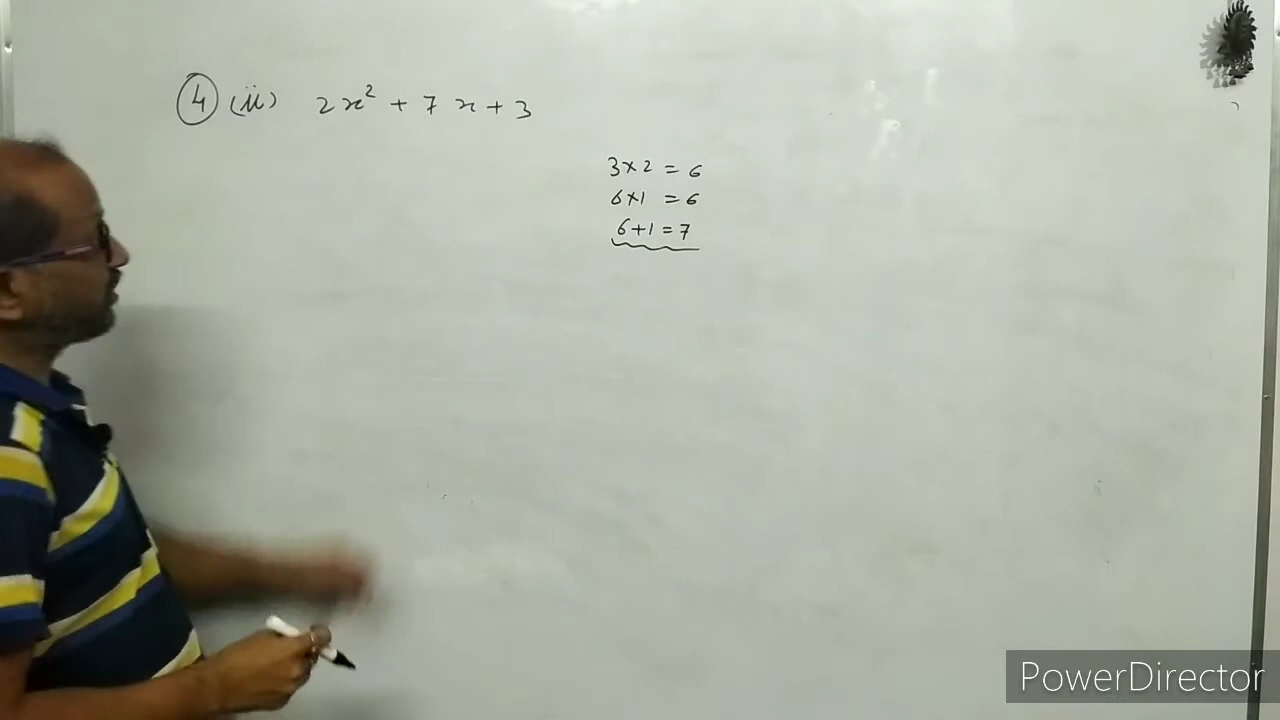 ④ (ii) 2x² + 7x + 3
3×2 = 6
6×1 = 6
6+1 = 7
PowerDirector